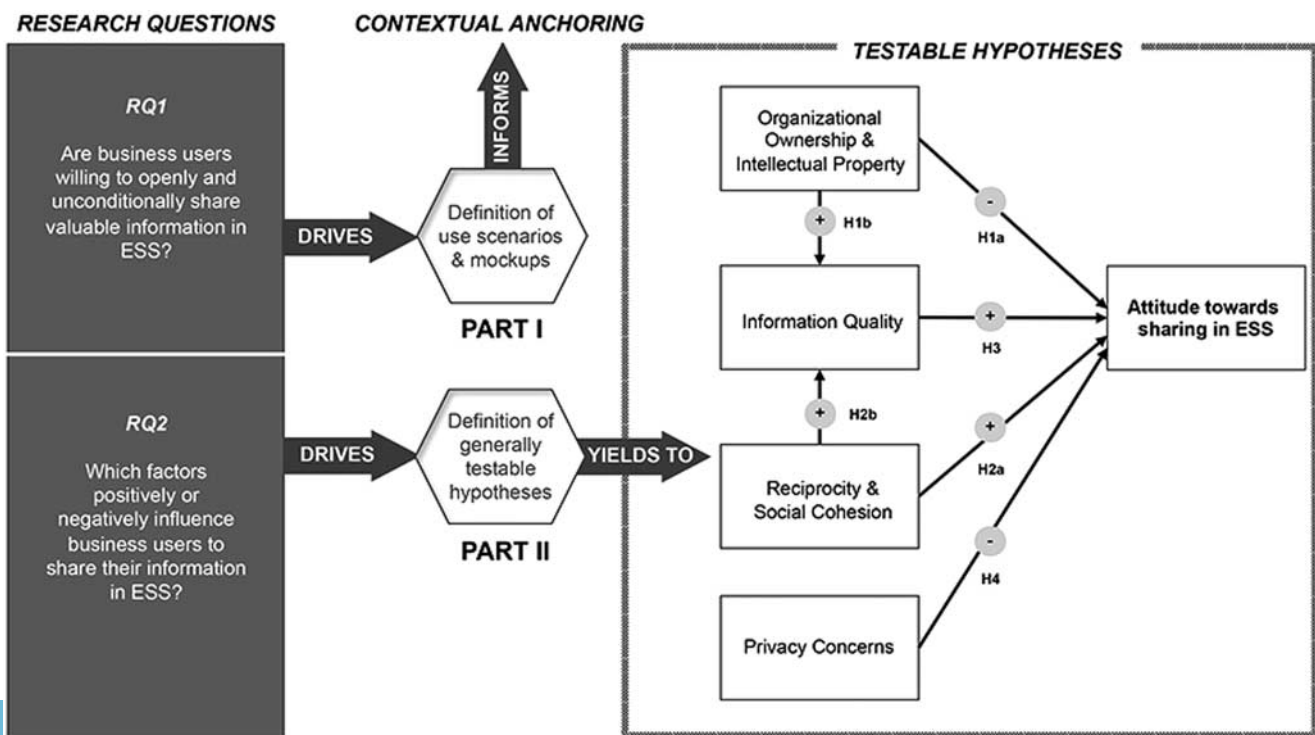 RESEARCH QUESTIONS
CONTEXTUAL ANCHORING
TESTABLE HYPOTHESES
RQ1
Are business users
willing to openly and
unconditionally share
valuable information in
ESS?
DRIVES
INFORMS
Definition of
use scenarios
& mockups
PART I
RQ2
Which factors
positively or
negatively influence
business users to
share their information
in ESS?
DRIVES
Definition of
generally
testable
hypotheses
PART II
YIELDS TO
Organizational
Ownership &
Intellectual Property
+
H1b
-
H1a
Information Quality
+
H3
Attitude towards
sharing in ESS
+
H2b
+
H2a
Reciprocity &
Social Cohesion
-
H4
Privacy Concerns